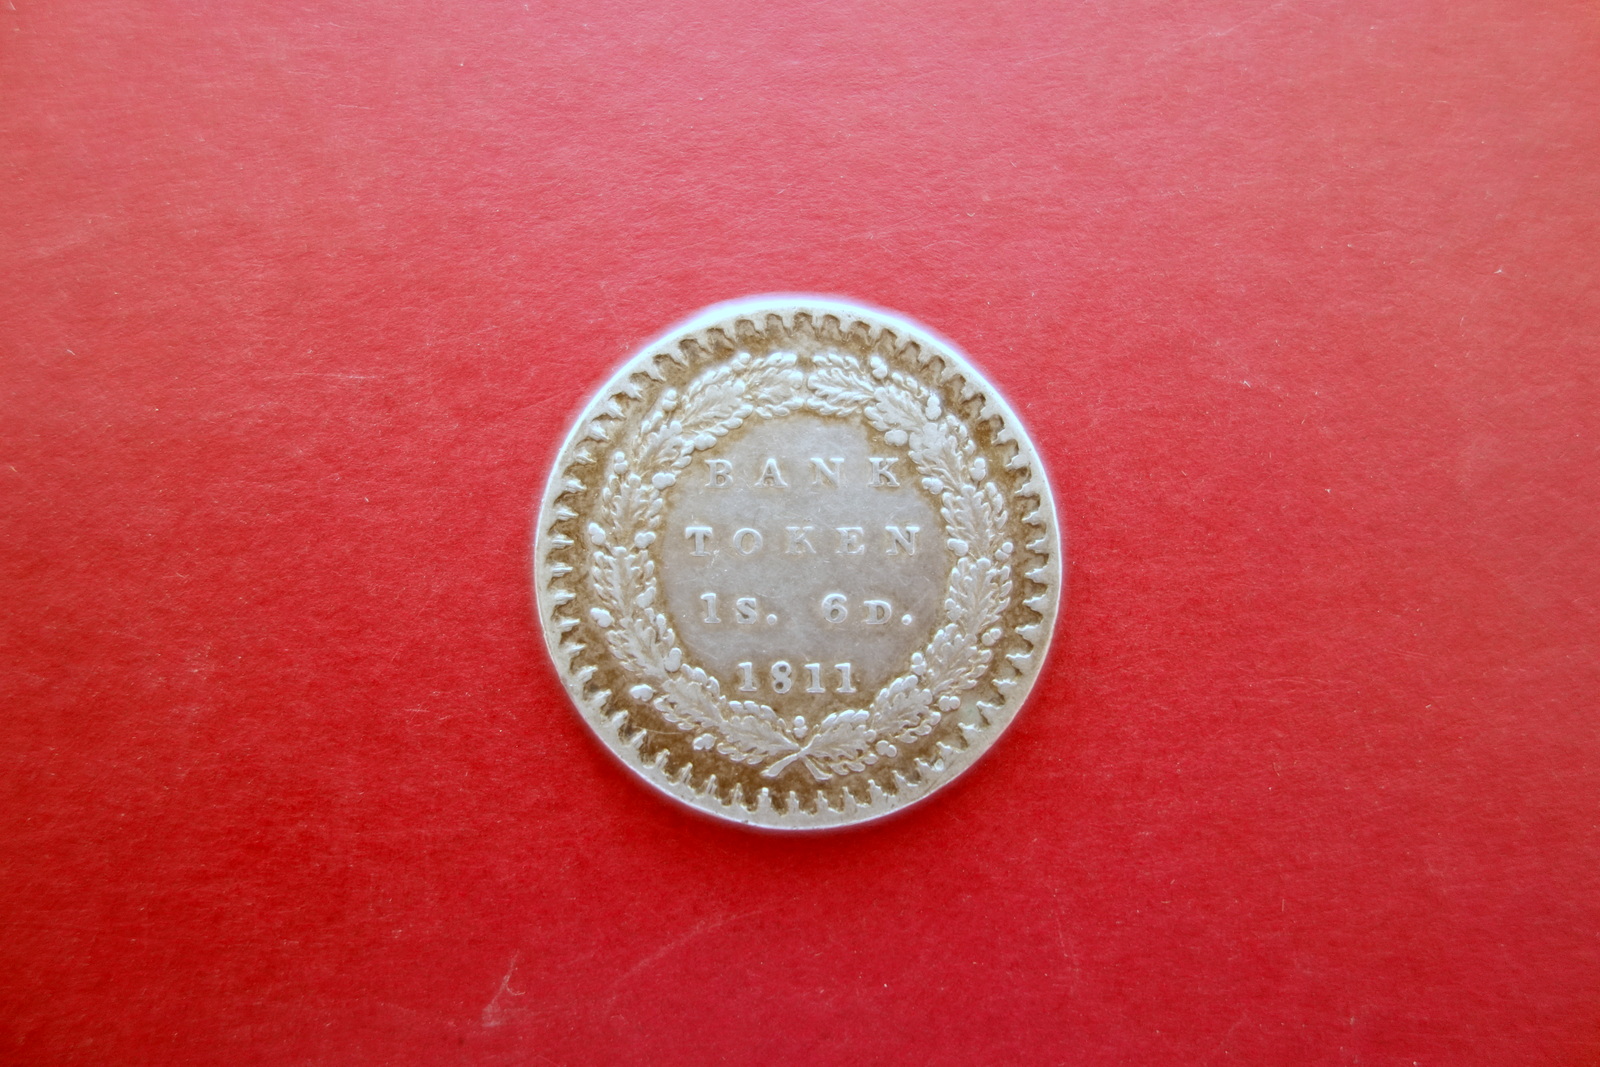 BANK
TOKEN
1S. 6D.
1811